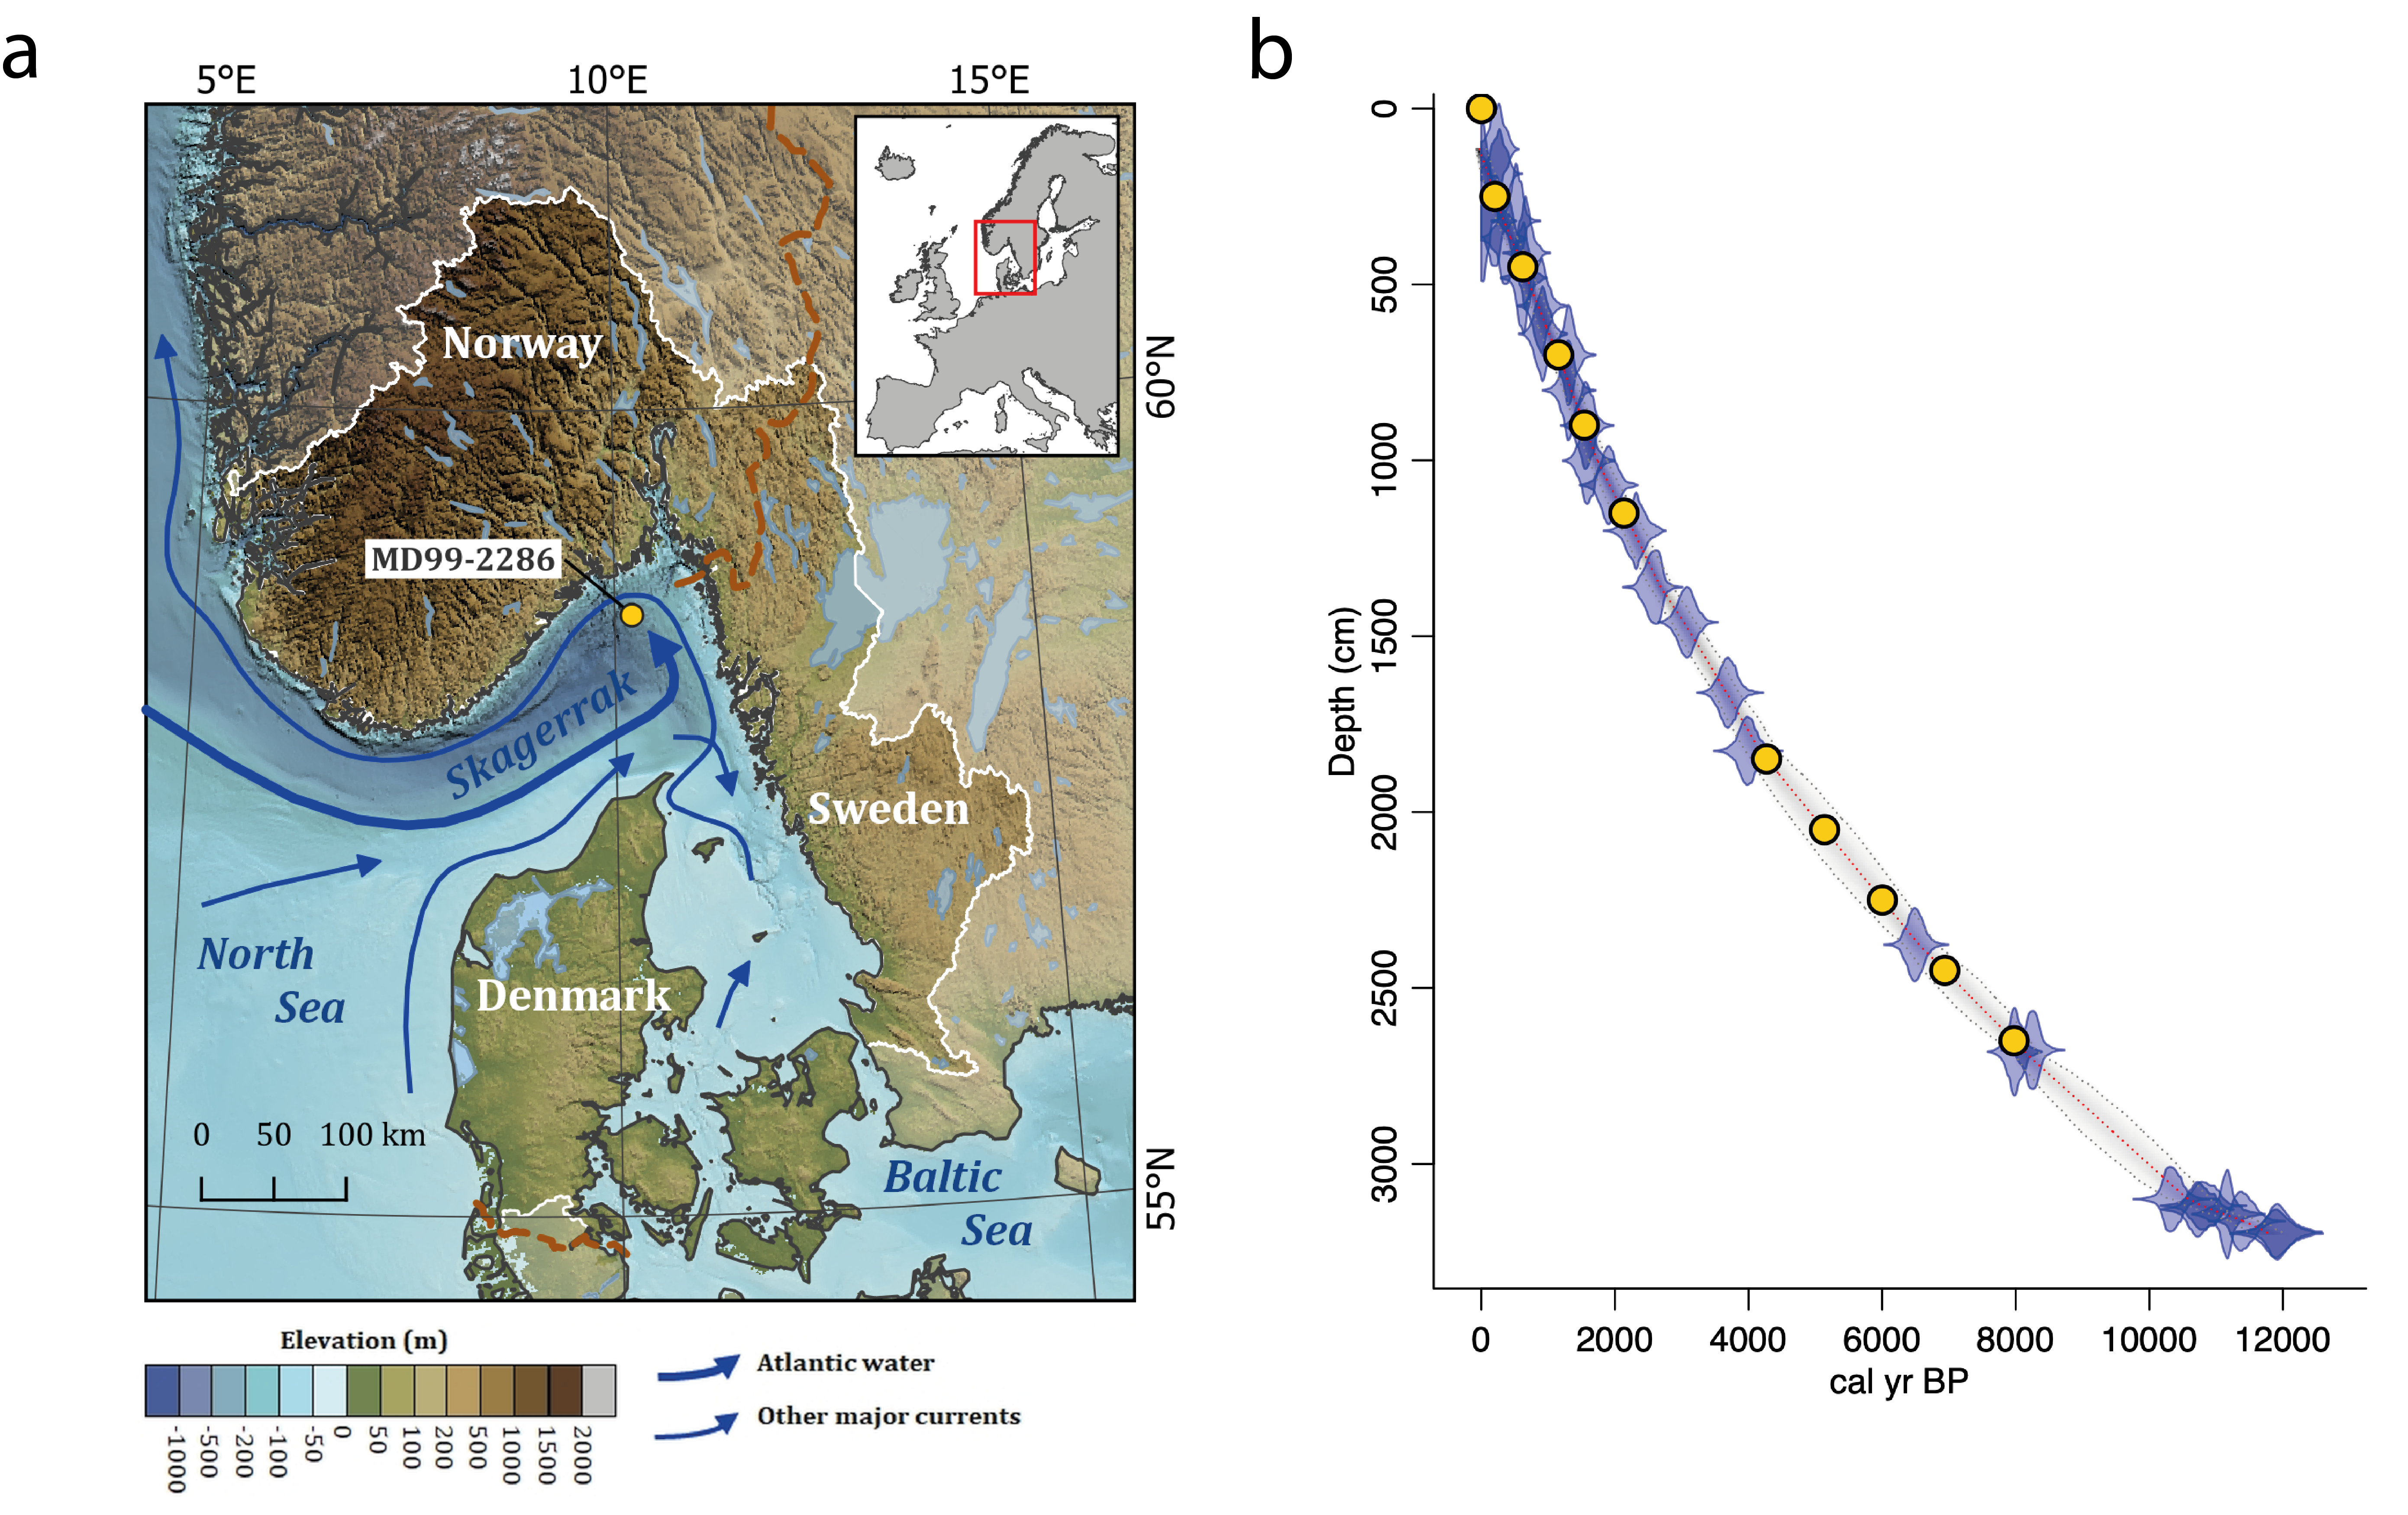 a
5°E 10°E 15°E
Norway
60°N
MD99-2286
Skagerrak
Sweden
North
Sea
Denmark
0 50 100 km
Baltic
Sea
55°N
Elevation (m)
-1000 -500 -200 -100 -50 0 50 100 200 500 1000 1500 2000
Atlantic water
Other major currents
b
Depth (cm)
0
500
1000
1500
2000
2500
3000
0 2000 4000 6000 8000 10000 12000
cal yr BP